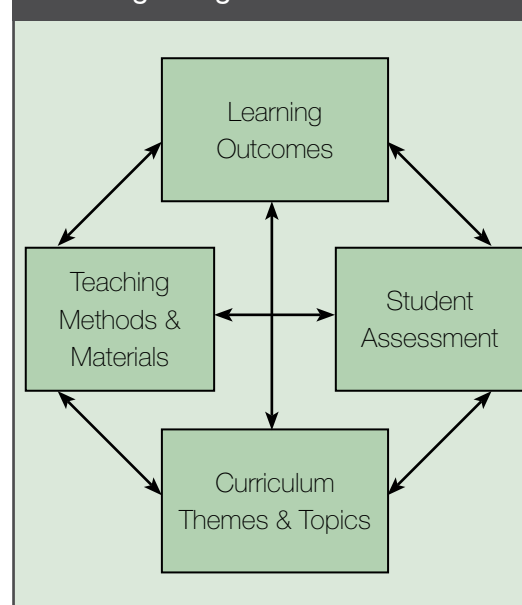 Learning
Outcomes
Teaching
Methods &
Materials
Student
Assessment
Curriculum
Themes & Topics